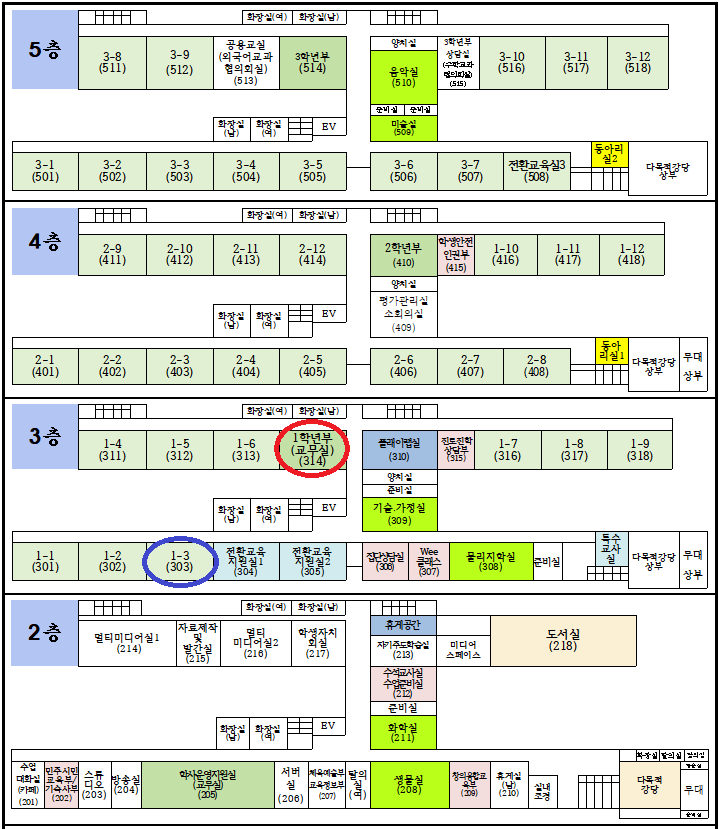 화장실(여) 화장실(남)
5층
3-8
(511)
3-9
(512)
공용교실
(외국어교과
협의회실)
(513)
3학년부
(514)
양치실
음악실
(510)
준비실 준비실
미술실
(509)
3학년부
상담실
(수학교과
협의회실)
(515)
3-10
(516)
3-11
(517)
3-12
(518)
화장실
(남)
화장실
(여)
EV
3-1
(501)
3-2
(502)
3-3
(503)
3-4
(504)
3-5
(505)
3-6
(506)
3-7
(507)
전환교육실3
(508)
동아리
실2
다목적강당
상부
화장실(여) 화장실(남)
4층
2-9
(411)
2-10
(412)
2-11
(413)
2-12
(414)
2학년부
(410)
학생안전
인권부
(415)
1-10
(416)
1-11
(417)
1-12
(418)
양치실
평가관리실
소회의실
(409)
화장실
(남)
화장실
(여)
EV
2-1
(401)
2-2
(402)
2-3
(403)
2-4
(404)
2-5
(405)
2-6
(406)
2-7
(407)
2-8
(408)
동아
리실1
다목적강당
상부
무대
상부
화장실(여) 화장실(남)
3층
1-4
(311)
1-5
(312)
1-6
(313)
1학년부
(교무실)
(314)
플레이랩실
(310)
진로진학
상담부
(315)
1-7
(316)
1-8
(317)
1-9
(318)
양치실
준비실
기술.가정실
(309)
화장실
(남)
화장실
(여)
EV
1-1
(301)
1-2
(302)
1-3
(303)
전환교육
지원실1
(304)
전환교육
지원실2
(305)
집단상담실
(306)
Wee
클래스
(307)
물리지학실
(308)
준비실
특수
교사
실
다목적강당
상부
무대
상부
화장실(여) 화장실(남)
2층
멀티미디어실1
(214)
자료제작
및
발간실
(215)
멀티
미디어실2
(216)
학생자치
회실
(217)
휴게공간
자기주도학습실
(213)
미디어
스페이스
도서실
(218)
수석교사실
수업준비실
(212)
준비실
화학실
(211)
화장실
(남)
화장실
(여)
EV
수업
대화실
(카페)
(201)
민주시민
교육부/
기숙사부
(202)
스튜
디오
(203)
방송실
(204)
학사운영지원실
(교무실)
(205)
서버
실
(206)
체육예술부
교육정보부
(207)
탈의
실
(여)
생물실
(208)
창의융합교
육부
(209)
휴게실
(남)
(210)
실내
조경
화장실 탈의실
다목적
강당
준비실
무대
준비실